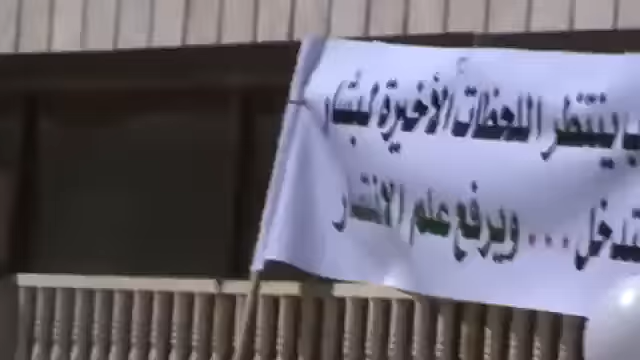 ينتظر اللحظات الأخيرة لبشار
... ويرفع علم الانتصار